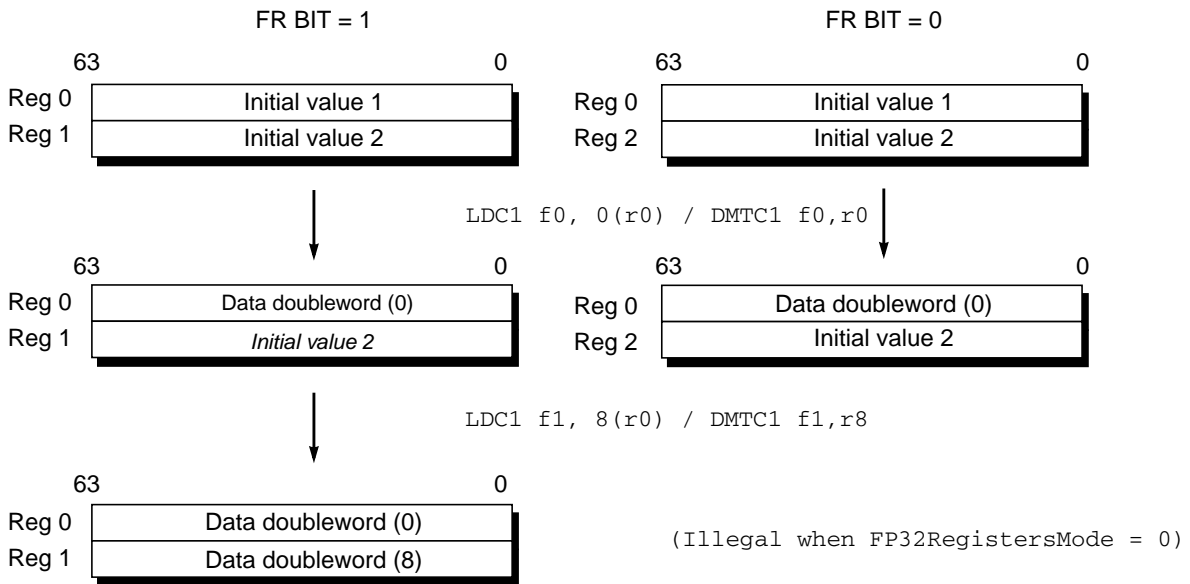 FR BIT = 1
FR BIT = 0
63 0
63 0
Reg 0 Initial value 1
Reg 1 Initial value 2
Reg 0 Initial value 1
Reg 2 Initial value 2
LDC1 f0, 0(r0) / DMTC1 f0,r0
63 0
63 0
Reg 0 Data doubleword (0)
Reg 1 Initial value 2
Reg 0 Data doubleword (0)
Reg 2 Initial value 2
LDC1 f1, 8(r0) / DMTC1 f1,r8
63 0
Reg 0 Data doubleword (0)
Reg 1 Data doubleword (8)
(Illegal when FP32RegistersMode = 0)